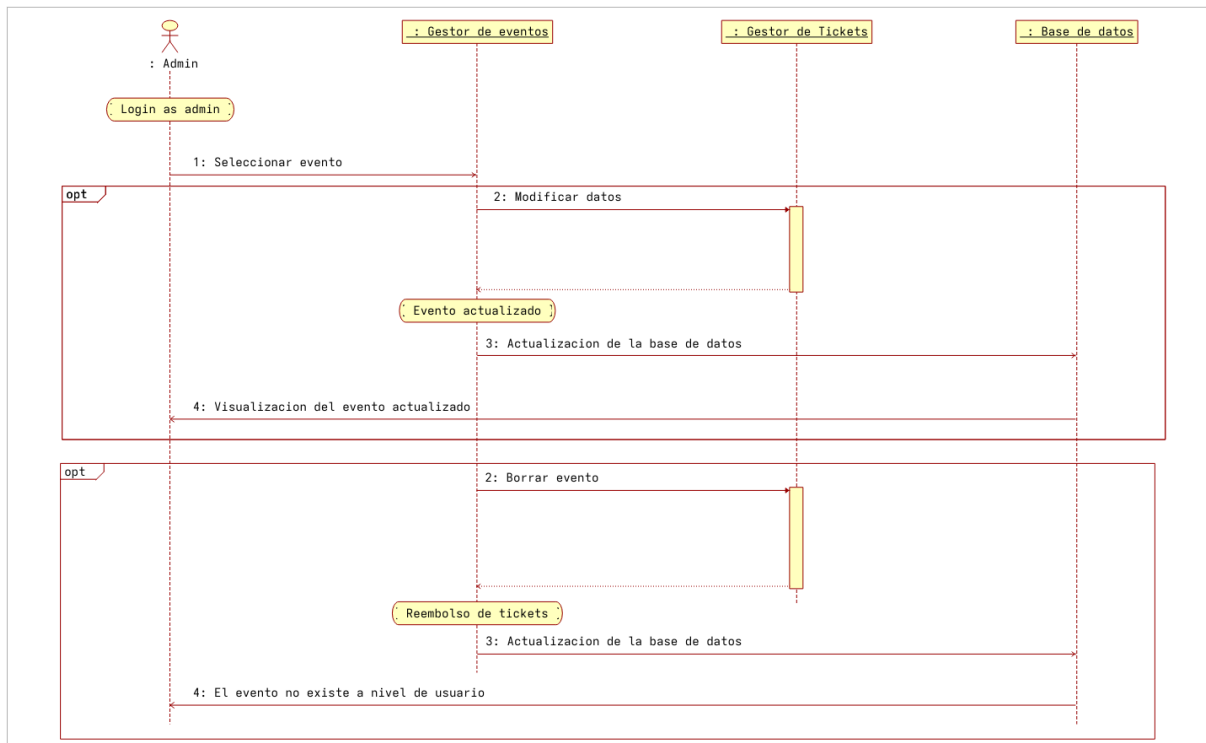 : Gestor de eventos
: Gestor de Tickets
: Base de datos
: Admin
Login as admin
1: Seleccionar evento
opt
2: Modificar datos
Evento actualizado
3: Actualizacion de la base de datos
4: Visualizacion del evento actualizado
opt
2: Borrar evento
Reembolso de tickets
3: Actualizacion de la base de datos
4: El evento no existe a nivel de usuario